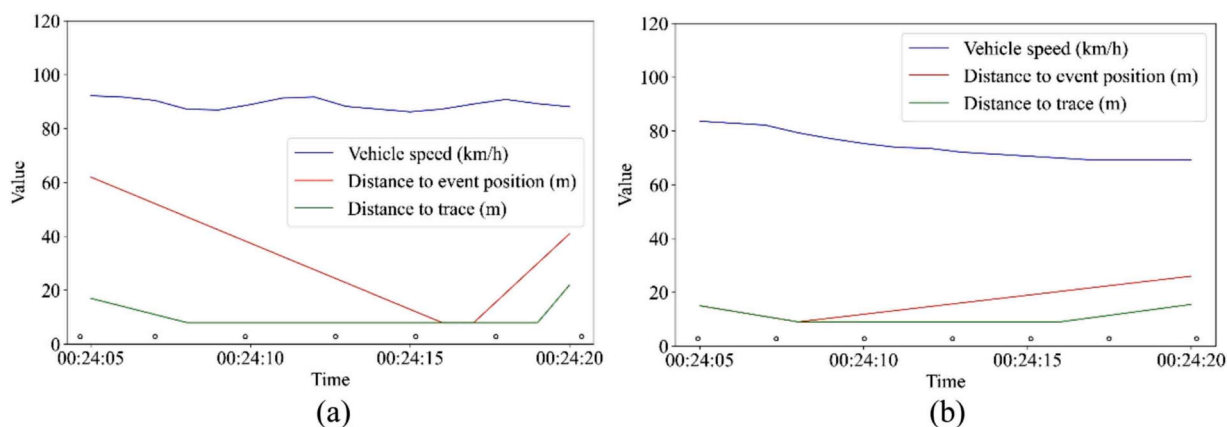 120
100
80
60
40
20
0
Value
Vehicle speed (km/h)
Distance to event position (m)
Distance to trace (m)
00:24:05 00:24:10 00:24:15 00:24:20
Time
(a)
120
100
80
60
40
20
0
Value
Vehicle speed (km/h)
Distance to event position (m)
Distance to trace (m)
00:24:05 00:24:10 00:24:15 00:24:20
Time
(b)